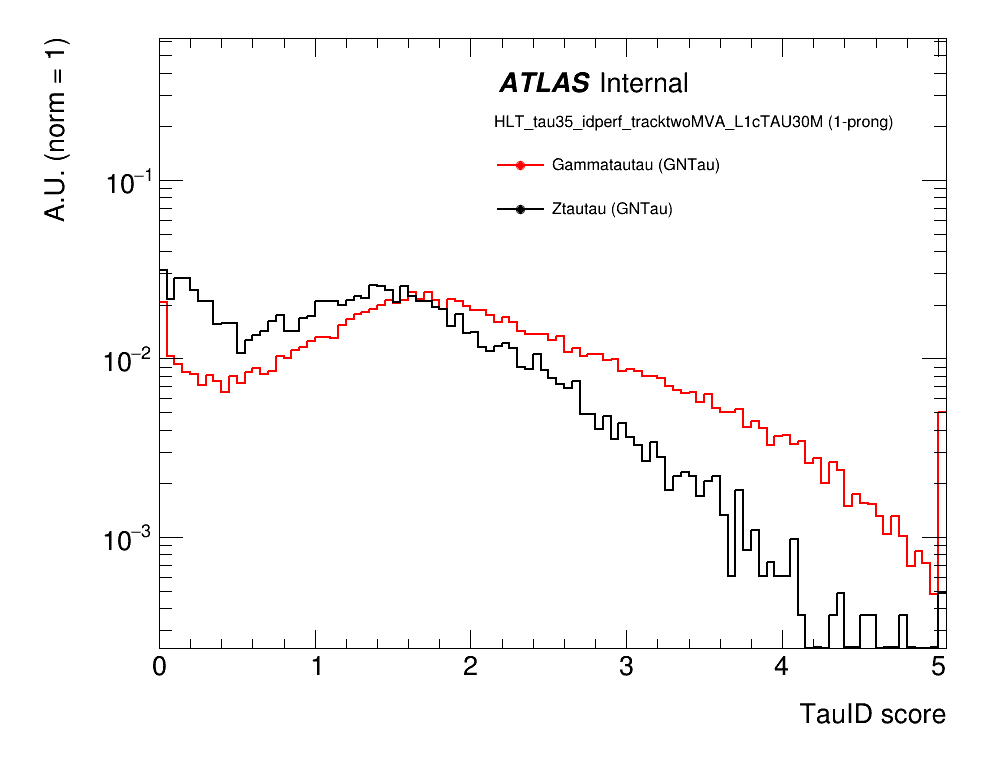 A.U. (norm = 1)
ATLAS Internal
HLT_tau35_idperf_tracktwoMVA_L1cTAU30M (1-prong)
Gammatautau (GNTau)
Ztautau (GNTau)
10⁻¹
10⁻²
10⁻³
0 1 2 3 4 5
TauID score